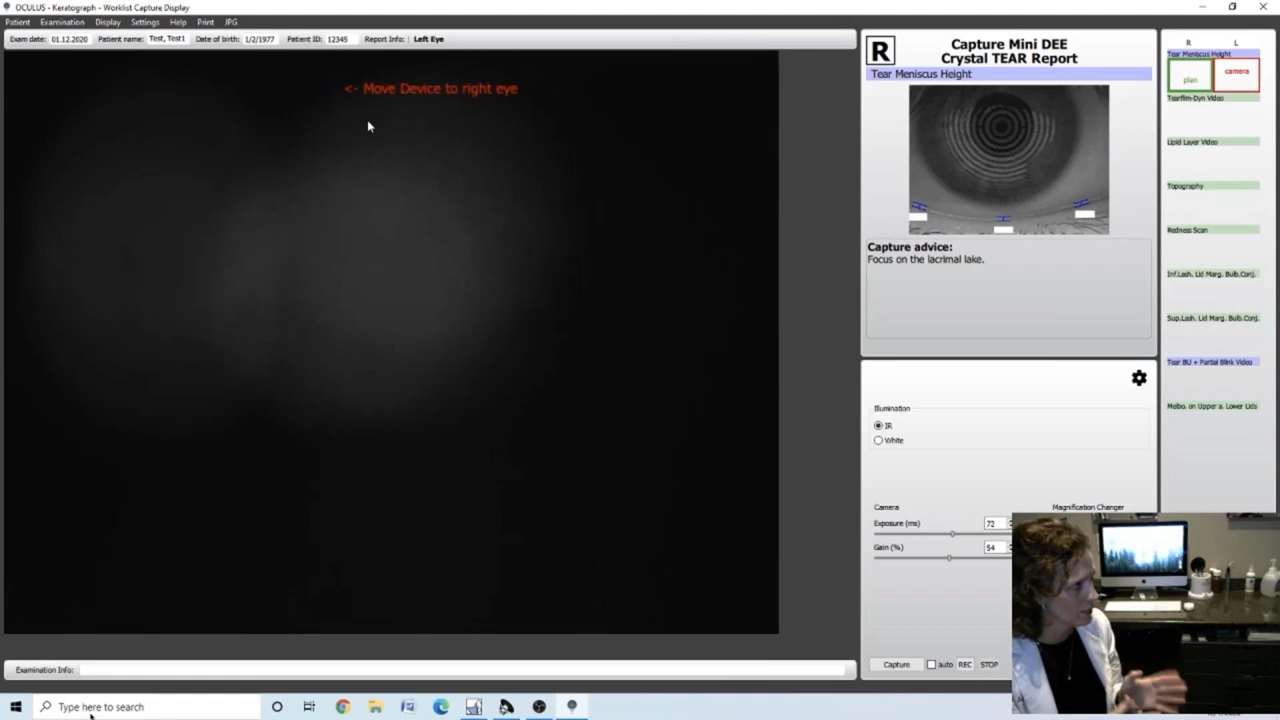 OCULUS - Keratograph - Worklist Capture Display
Patient Examination Display Settings Help Print JPG
Exam date: 01.12.2020 Patient name: Test, Test1 Date of birth: 1/2/1977 Patient ID: 12345 Report Info: Left Eye
<- Move Device to right eye
R
Capture Mini DEE
Crystal TEAR Report
Tear Meniscus Height
Capture advice:
Focus on the lacrimal lake.
Illumination
IR
White
Camera
Magnification Changer
Exposure (ms) 72
Gain (%) 54
Capture auto REC STOP
R L
Tear Meniscus Height
plan camera
Tearfilm-Dyn Video
Lipid Layer Video
Topography
Redness Scan
Inf.Lash. Lid Marg. Bulb.Conj.
Sup.Lash. Lid Marg. Bulb.Conj.
Tear BU + Partial Blink Video
Meibo. on Upper a. Lower Lids
Examination Info:
Type here to search